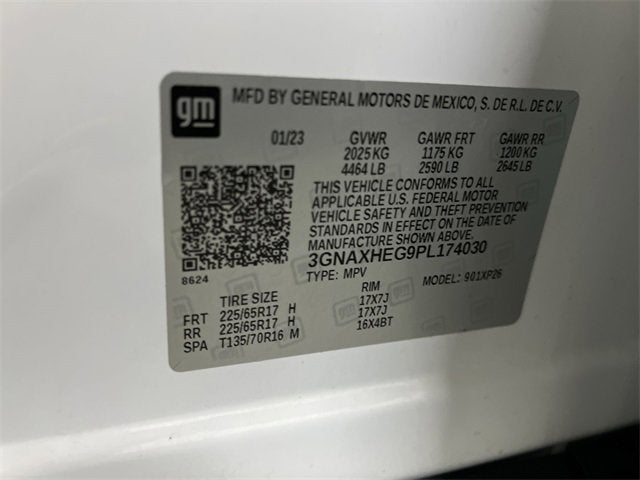 gm MFD BY GENERAL MOTORS DE MEXICO, S. DE R.L. DE C.V.
01/23 GVWR GAWR FRT GAWR RR
2025 KG 1175 KG 1200 KG
4464 LB 2590 LB 2645 LB
THIS VEHICLE CONFORMS TO ALL
APPLICABLE U.S. FEDERAL MOTOR
VEHICLE SAFETY AND THEFT PREVENTION
STANDARDS IN EFFECT ON THE DATE OF
MANUFACTURE SHOWN ABOVE.
3GNAXHEG9PL174030
8624 TYPE: MPV MODEL: 901XP26
TIRE SIZE RIM
FRT 225/65R17 H 17X7J
RR 225/65R17 H 17X7J
SPA T135/70R16 M 16X4BT